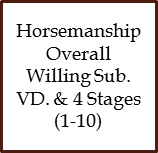 Horsemanship
Overall
Willing Sub.
VD. & 4 Stages
(1-10)